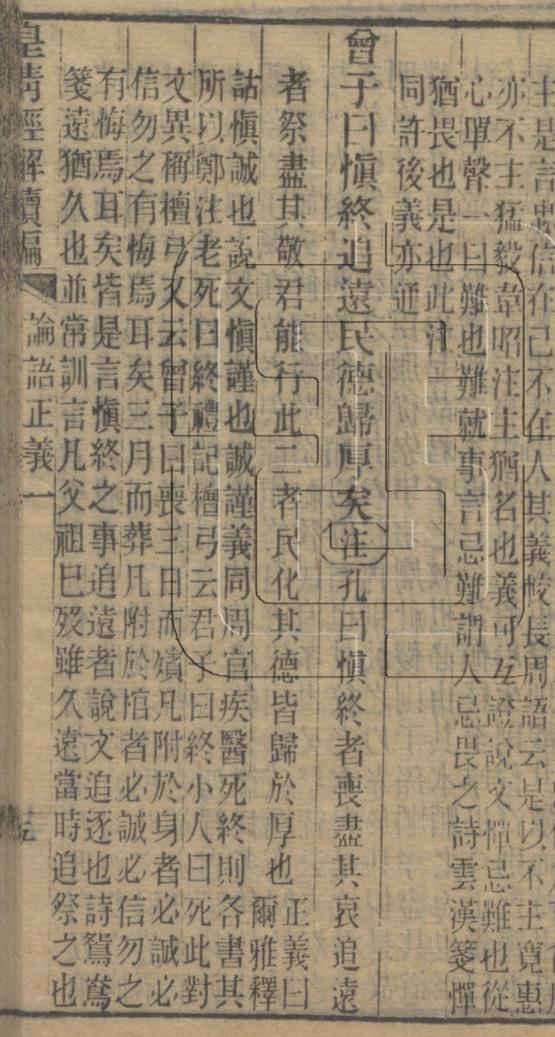 主是言忠信在己不在人其義較長周語云是以不主寬惠
亦不主猛毅韋昭注主猶名也義可互證說文憚忌難也從
心單聲一曰難也難就事言忌難謂人忌畏之詩雲漢箋憚
猶畏也是也此注
同許後義亦通
曾子曰慎終追遠民德歸厚矣注孔曰慎終者喪盡其哀追遠
者祭盡其敬君能行此二者民化其德皆歸於厚也 正義曰爾雅釋
詁慎誠也說文慎謹也誠謹義同周官疾醫死終則各書其
所以鄭注老死曰終禮記檀弓云君子曰終小人曰死此對
文異稱檀弓又云曾子曰喪三日而殯凡附於身者必誠必
信勿之有悔焉耳矣三月而葬凡附於棺者必誠必信勿之
有悔焉耳矣皆是言慎終之事追遠者說文追逐也詩鴛鴦
箋遠猶久也並常訓言凡父祖已歿雖久遠當時追祭之也
皇清經解續編 論語正義一 五